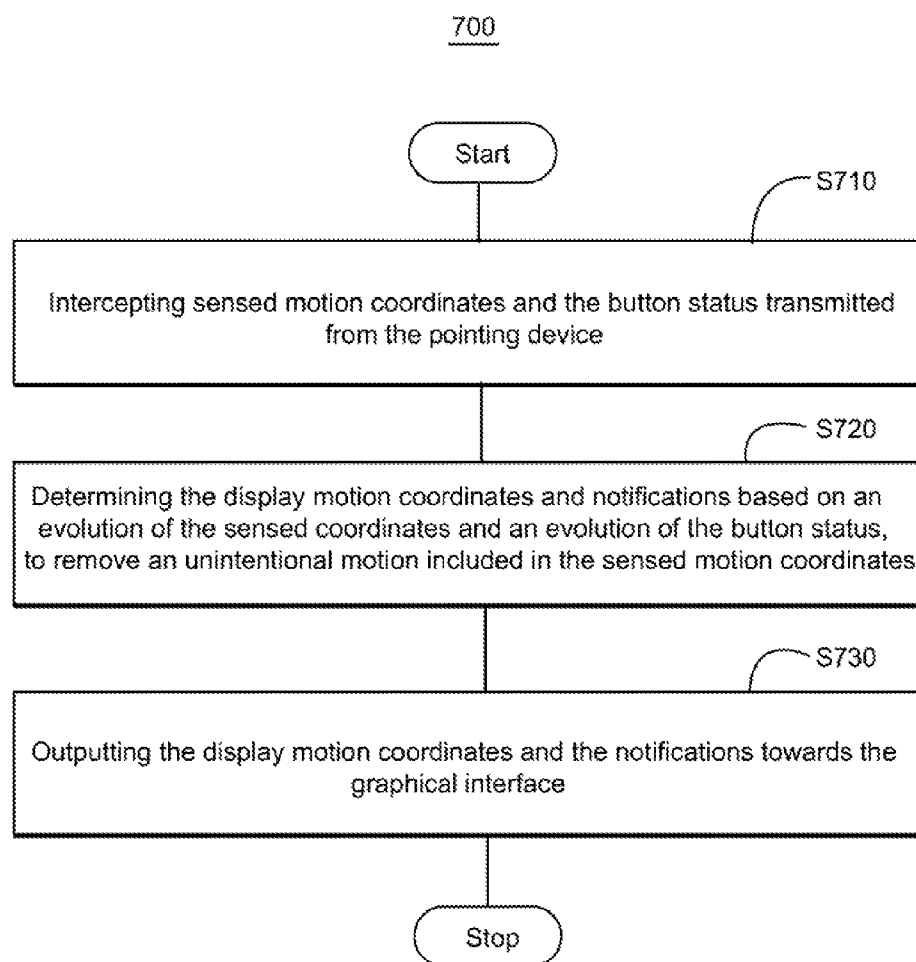 700
Start
S710
Intercepting sensed motion coordinates and the button status transmitted
from the pointing device
S720
Determining the display motion coordinates and notifications based on an
evolution of the sensed coordinates and an evolution of the button status,
to remove an unintentional motion included in the sensed motion coordinates
S730
Outputting the display motion coordinates and the notifications towards the
graphical interface
Stop